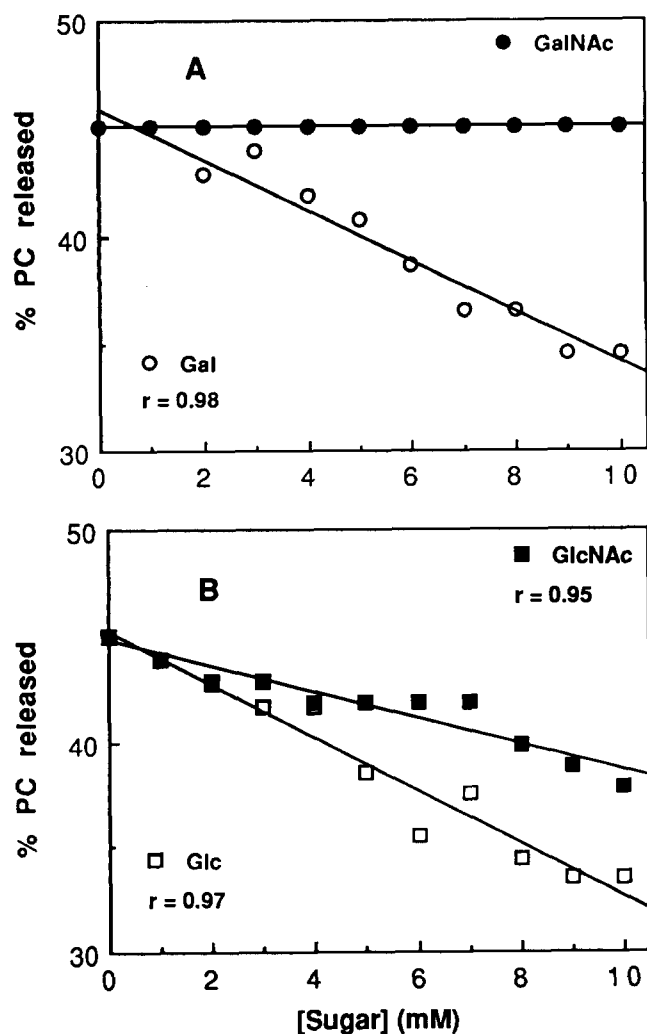 50
A
● GalNAc
% PC released
40
○ Gal
r = 0.98
30
0 2 4 6 8 10
50
B
■ GlcNAc
r = 0.95
% PC released
40
□ Glc
r = 0.97
30
0 2 4 6 8 10
[Sugar] (mM)